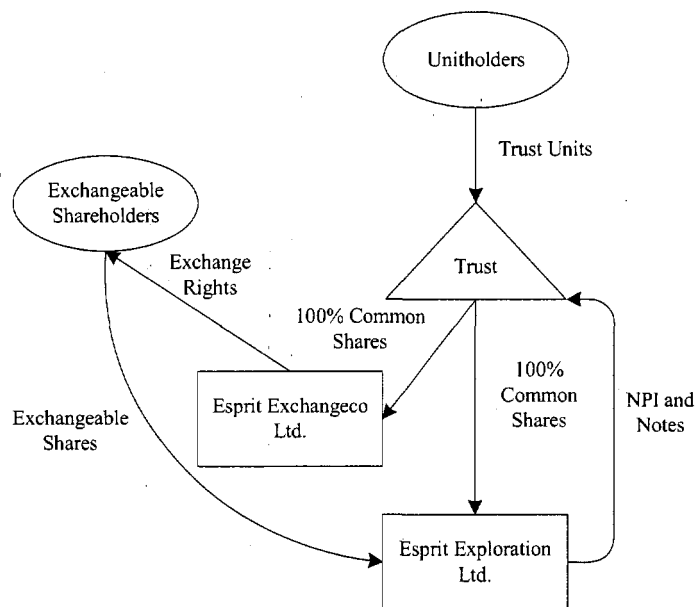 Unitholders
Trust Units
Exchangeable
Shareholders
Exchange
Rights
Trust
100% Common
Shares
100%
Common
Shares
NPI and
Notes
Esprit Exchangeco
Ltd.
Exchangeable
Shares
Esprit Exploration
Ltd.